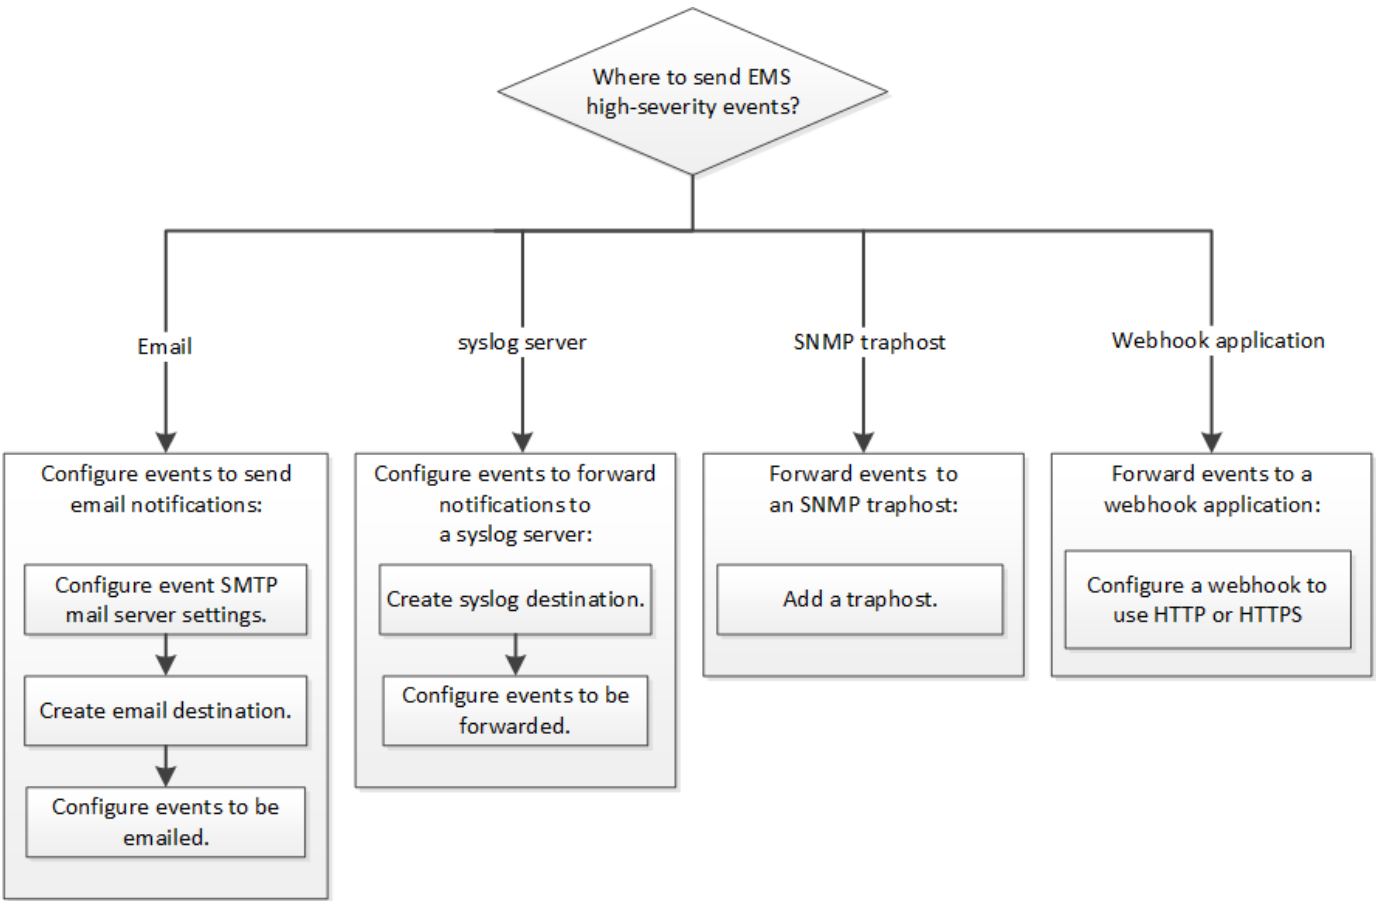 Where to send EMS
high-severity events?
Email
syslog server
SNMP traphost
Webhook application
Configure events to send
email notifications:
Configure event SMTP
mail server settings.
Create email destination.
Configure events to be
emailed.
Configure events to forward
notifications to
a syslog server:
Create syslog destination.
Configure events to be
forwarded.
Forward events to
an SNMP traphost:
Add a traphost.
Forward events to a
webhook application:
Configure a webhook to
use HTTP or HTTPS